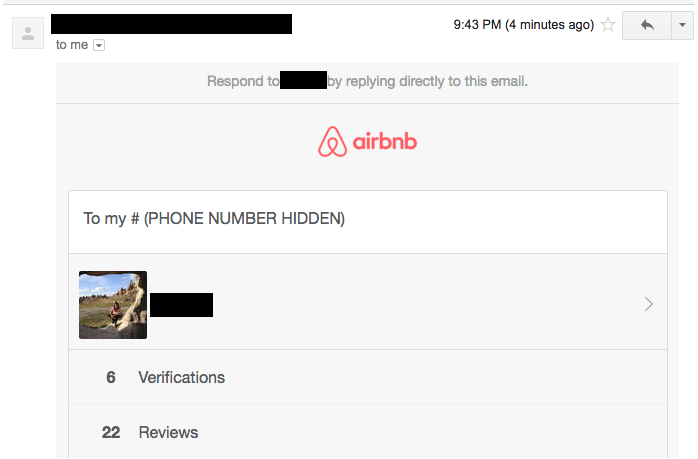 9:43 PM (4 minutes ago)
to me
Respond to by replying directly to this email.
airbnb
To my # (PHONE NUMBER HIDDEN)
6 Verifications
22 Reviews